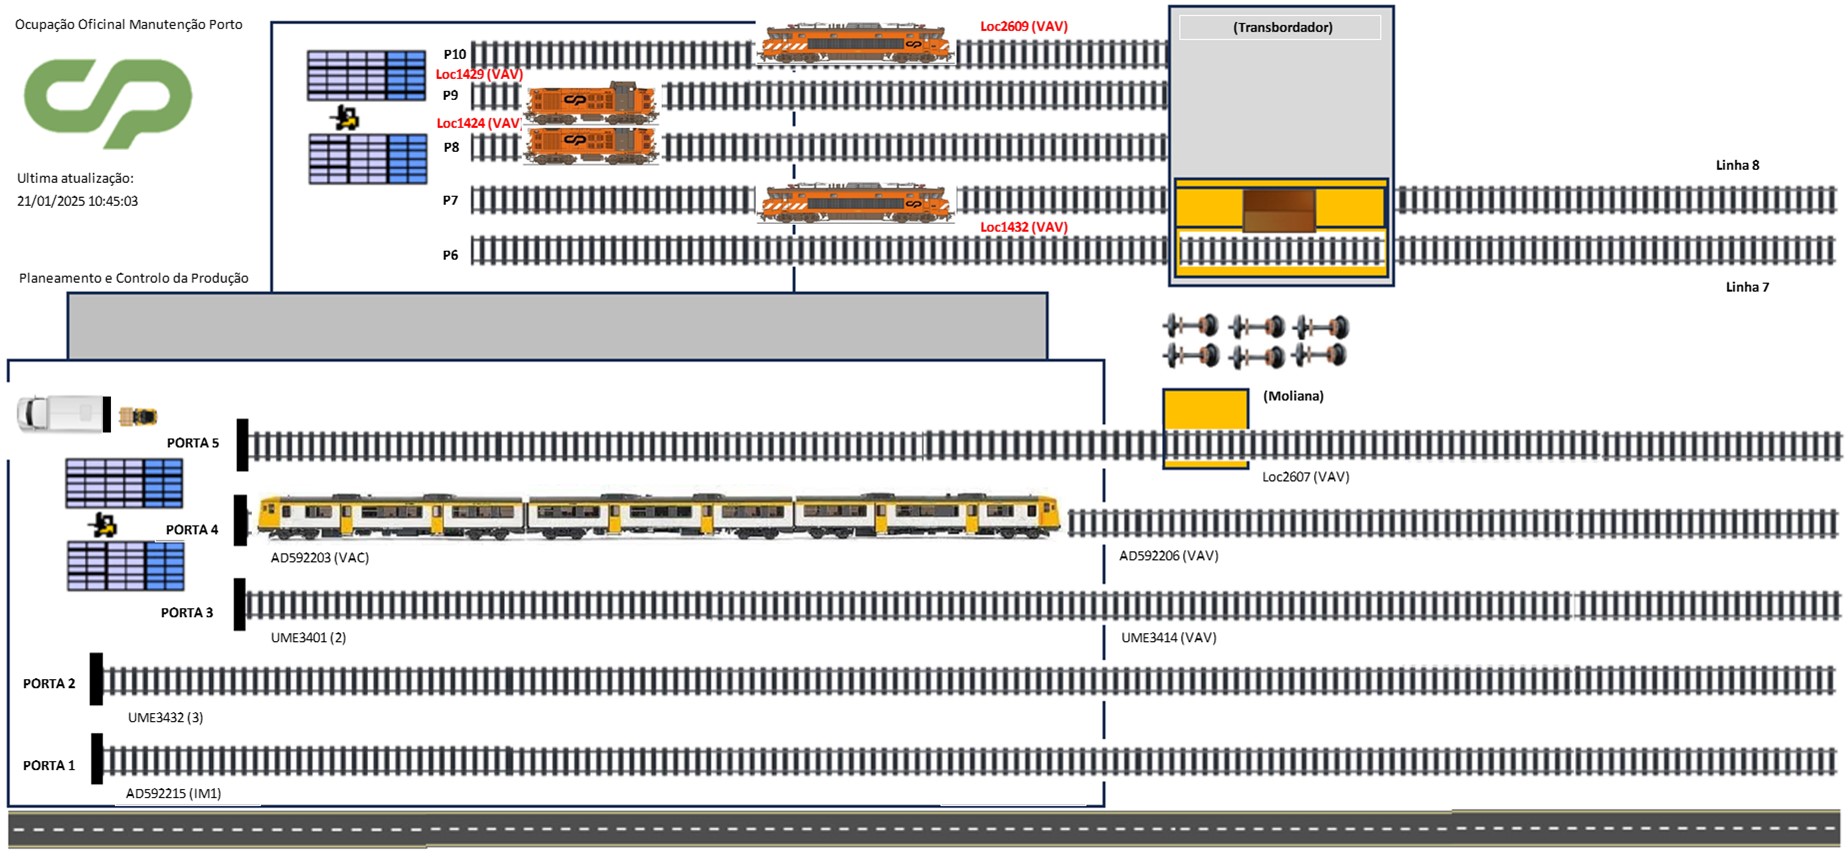 Ocupação Oficinal Manutenção Porto
CP
Ultima atualização:
21/01/2025 10:45:03
Planeamento e Controlo da Produção
Loc2609 (VAV)
(Transbordador)
P10
Loc1429 (VAV)
P9
CP
Loc1424 (VAV)
P8
CP
P7
Linha 8
Loc1432 (VAV)
P6
Linha 7
(Moliana)
PORTA 5
Loc2607 (VAV)
PORTA 4
AD592203 (VAC)
AD592206 (VAV)
PORTA 3
UME3401 (2)
UME3414 (VAV)
PORTA 2
UME3432 (3)
PORTA 1
AD592215 (IM1)